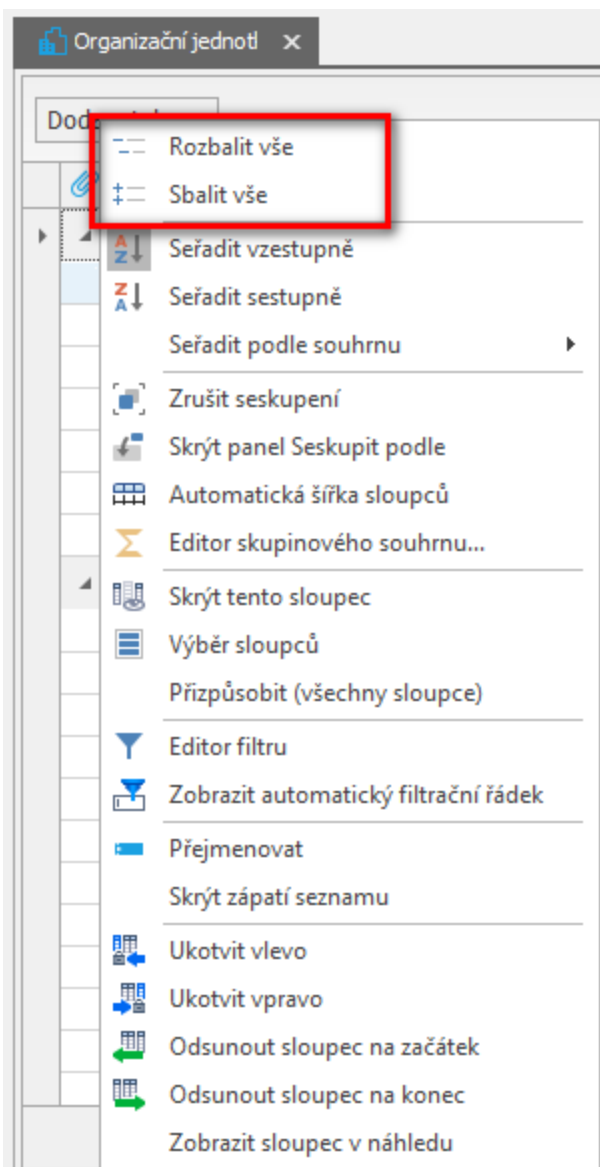 Organizační jednotl
Rozbalit vše
Sbalit vše
Seřadit vzestupně
Seřadit sestupně
Seřadit podle souhrnu
Zrušit seskupení
Skrýt panel Seskupit podle
Automatická šířka sloupců
Editor skupinového souhrnu...
Skrýt tento sloupec
Výběr sloupců
Přizpůsobit (všechny sloupce)
Editor filtru
Zobrazit automatický filtrační řádek
Přejmenovat
Skrýt zápatí seznamu
Ukotvit vlevo
Ukotvit vpravo
Odsunout sloupec na začátek
Odsunout sloupec na konec
Zobrazit sloupec v náhledu